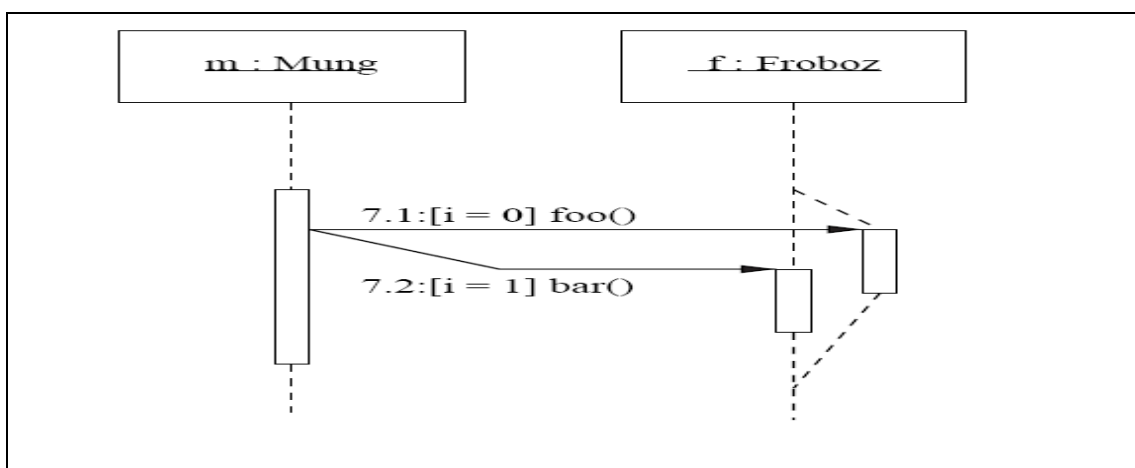 m : Mung
f : Froboz
7.1:[i = 0] foo()
7.2:[i = 1] bar()